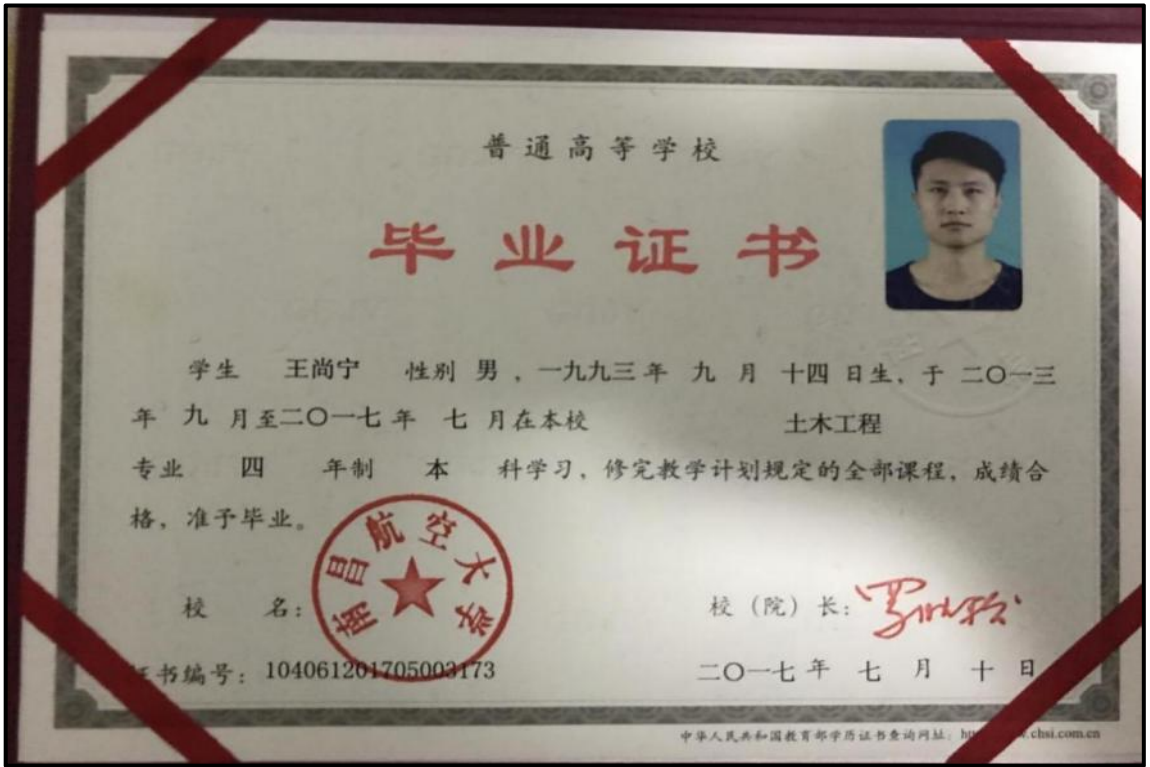 普通高等学校
毕业证书
学生 王尚宁 性别 男，一九九三年 九 月 十四 日生，于 二〇一三
年 九 月至二〇一七年 七 月在本校 土木工程
专业 四 年制 本 科学习，修完教学计划规定的全部课程，成绩合
格，准予毕业。
南昌航空大学
校 名： 校（院）长：
证书编号：104061201705003173 二〇一七年 七 月 十 日
中华人民共和国教育部学历证书查询网址：
chsi.com.cn